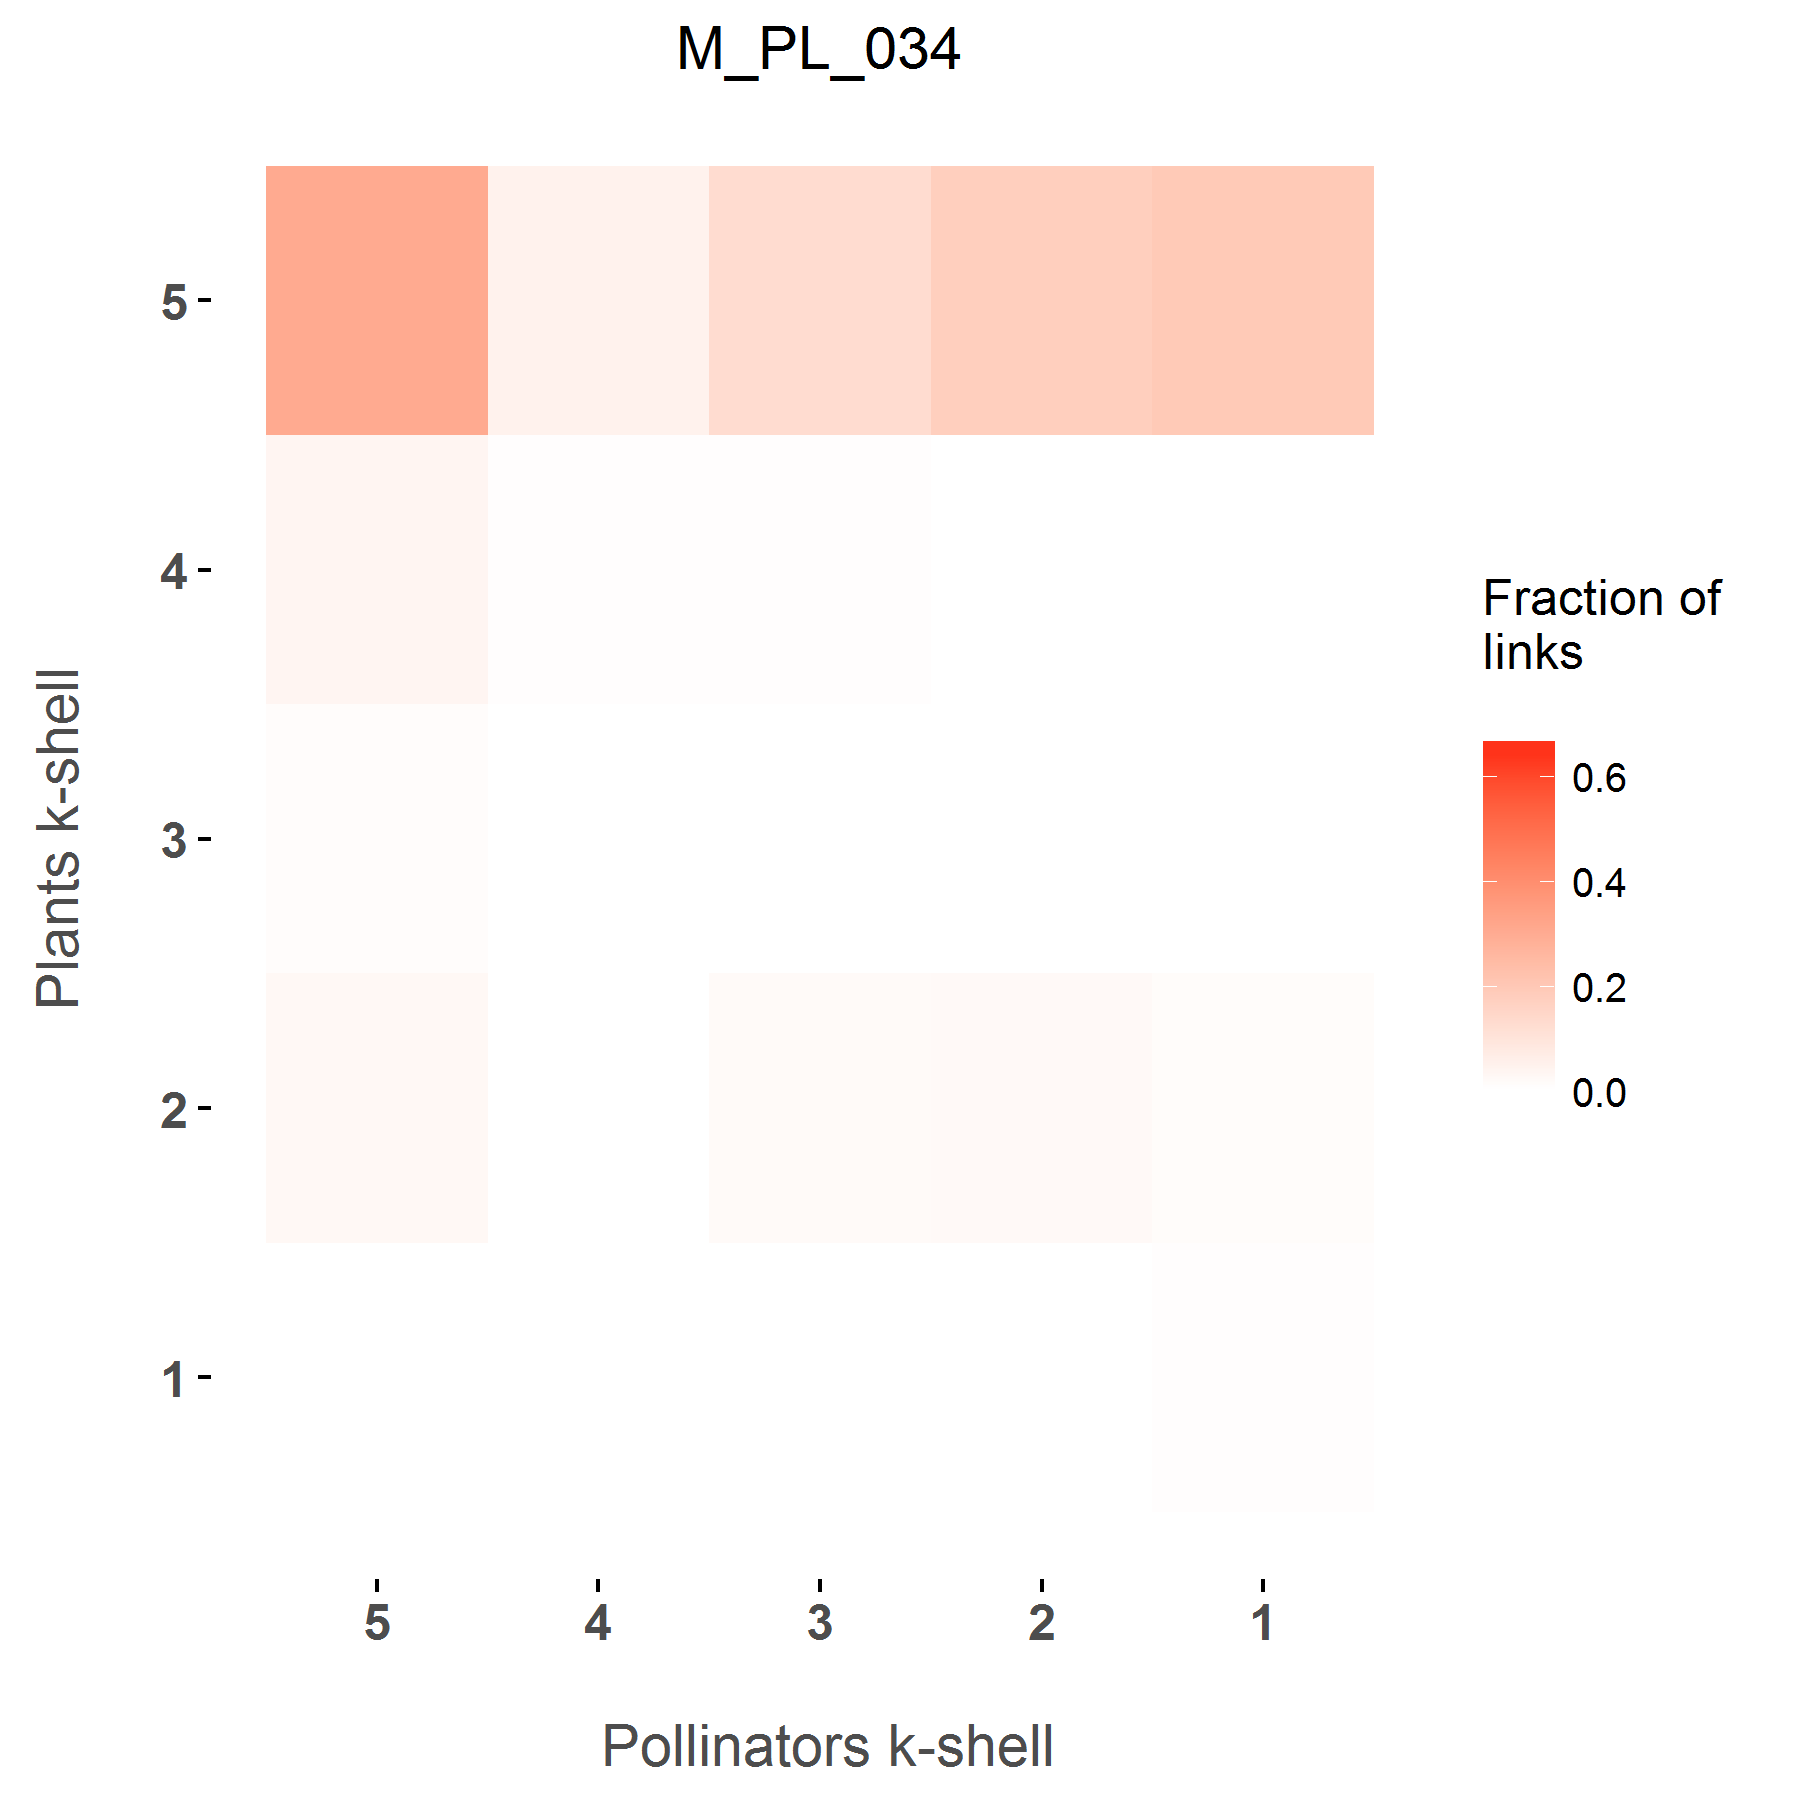 M_PL_034
5
4
3
2
1
Plants k-shell
5 4 3 2 1
Pollinators k-shell
Fraction of
links
0.6
0.4
0.2
0.0